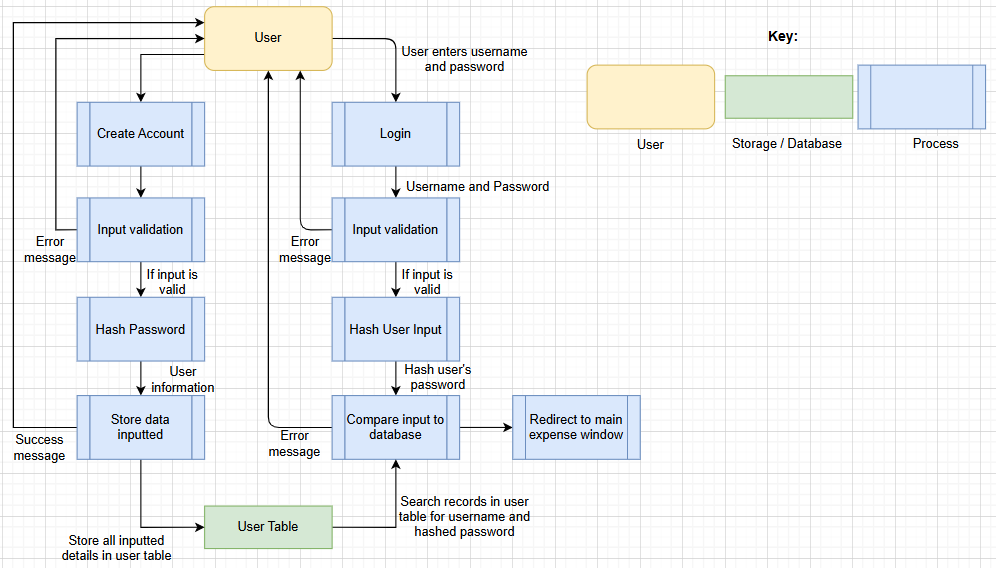 User
Key:
User enters username
and password
Create Account
Login
User
Storage / Database
Process
Username and Password
Input validation
Input validation
Error
message
Error
message
If input is
valid
If input is
valid
Hash Password
Hash User Input
User
information
Hash user's
password
Store data
inputted
Compare input to
database
Redirect to main
expense window
Success
message
Error
message
User Table
Search records in user
table for username and
hashed password
Store all inputted
details in user table